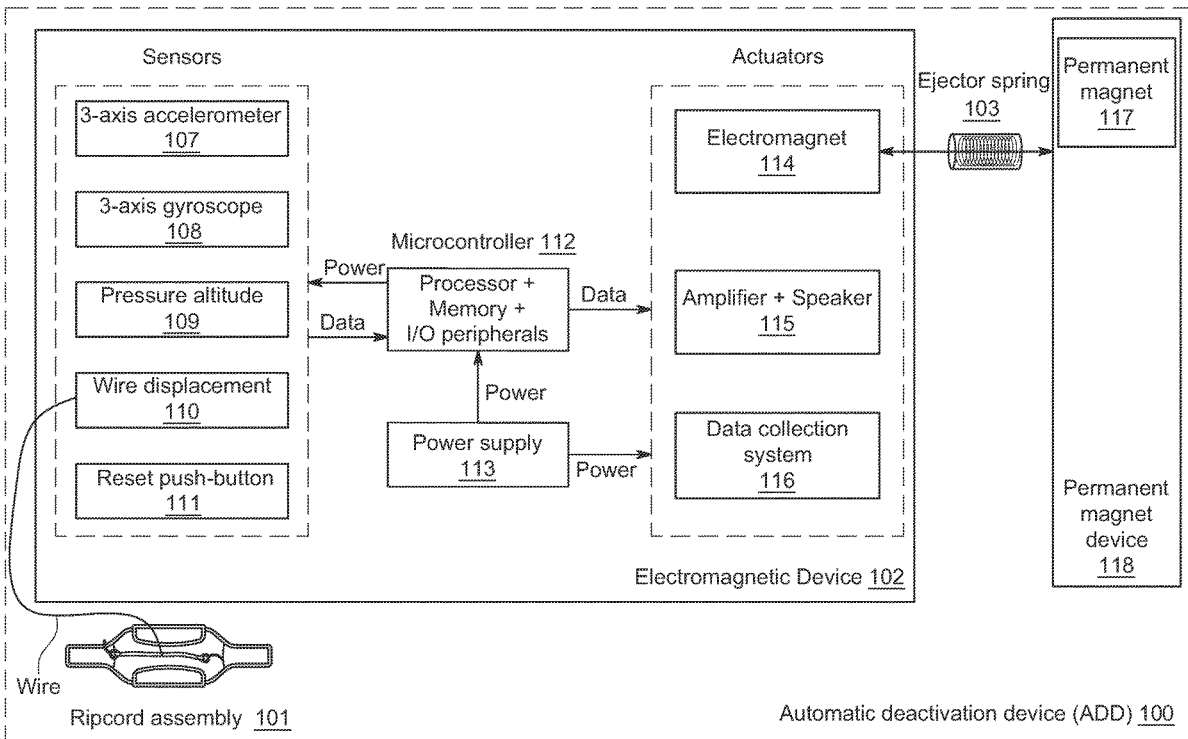 Sensors
3-axis accelerometer
107
3-axis gyroscope
108
Pressure altitude
109
Wire displacement
110
Reset push-button
111
Power
Data
Microcontroller 112
Processor +
Memory +
I/O peripherals
Data
Power
Power supply
113
Power
Actuators
Electromagnet
114
Amplifier + Speaker
115
Data collection
system
116
Electromagnetic Device 102
Ejector spring
103
Permanent
magnet
117
Permanent
magnet
device
118
Wire
Ripcord assembly 101
Automatic deactivation device (ADD) 100